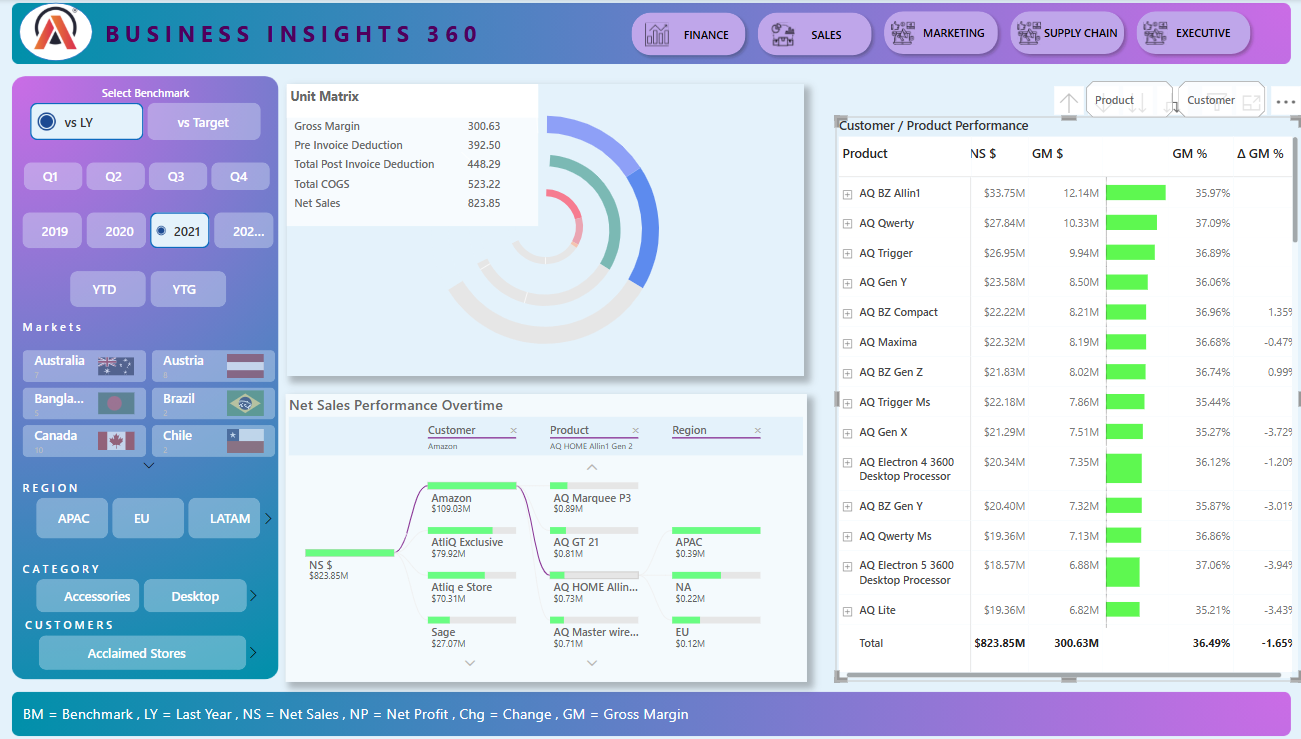 BUSINESS INSIGHTS 360
FINANCE
SALES
MARKETING
SUPPLY CHAIN
EXECUTIVE
Select Benchmark
vs LY
vs Target
Q1
Q2
Q3
Q4
2019
2020
2021
202...
YTD
YTG
Markets
Australia
Austria
Bangla...
Brazil
Canada
Chile
REGION
APAC
EU
LATAM
CATEGORY
Accessories
Desktop
CUSTOMERS
Acclaimed Stores
Unit Matrix
Gross Margin 300.63
Pre Invoice Deduction 392.50
Total Post Invoice Deduction 448.29
Total COGS 523.22
Net Sales 823.85
Net Sales Performance Overtime
Customer
Amazon
Product
AQ HOME Allin1 Gen 2
Region
NS $
$823.85M
Amazon
$109.03M
AtliQ Exclusive
$79.92M
Atliq e Store
$70.31M
Sage
$27.07M
AQ Marquee P3
$0.89M
AQ GT 21
$0.81M
AQ HOME Allin...
$0.73M
AQ Master wire...
$0.71M
APAC
$0.39M
NA
$0.22M
EU
$0.12M
Product
Customer
Customer / Product Performance
Product NS $ GM $ GM % Δ GM %
AQ BZ Allin1 $33.75M 12.14M 35.97%
AQ Qwerty $27.84M 10.33M 37.09%
AQ Trigger $26.95M 9.94M 36.89%
AQ Gen Y $23.58M 8.50M 36.06%
AQ BZ Compact $22.22M 8.21M 36.96% 1.35%
AQ Maxima $22.32M 8.19M 36.68% -0.47%
AQ BZ Gen Z $21.83M 8.02M 36.74% 0.99%
AQ Trigger Ms $22.18M 7.86M 35.44%
AQ Gen X $21.29M 7.51M 35.27% -3.72%
AQ Electron 4 3600 $20.34M 7.35M 36.12% -1.20%
Desktop Processor
AQ BZ Gen Y $20.40M 7.32M 35.87% -3.01%
AQ Qwerty Ms $19.36M 7.13M 36.86%
AQ Electron 5 3600 $18.57M 6.88M 37.06% -3.94%
Desktop Processor
AQ Lite $19.36M 6.82M 35.21% -3.43%
Total $823.85M 300.63M 36.49% -1.65%
BM = Benchmark , LY = Last Year , NS = Net Sales , NP = Net Profit , Chg = Change , GM = Gross Margin